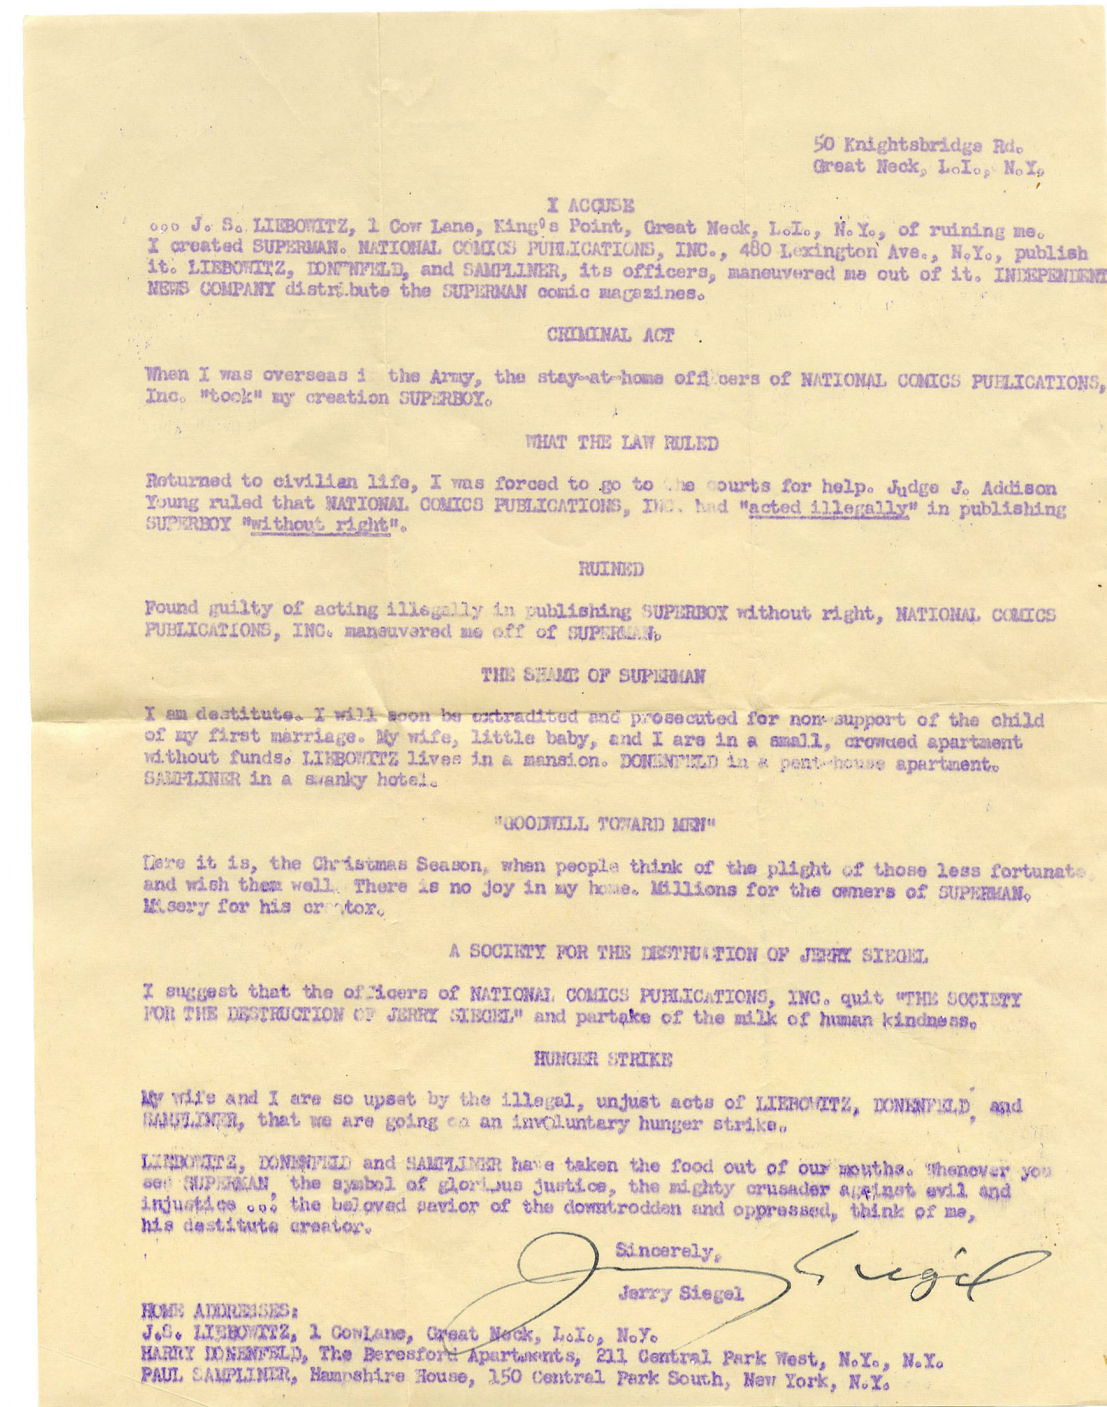 50 Knightsbridge Rd.
Great Neck, L.I., N.Y.
I ACCUSE
... J. S. LIEBOWITZ, 1 Cow Lane, King's Point, Great Neck, L.I., N.Y., of ruining me.
I created SUPERMAN. NATIONAL COMICS PUBLICATIONS, INC., 480 Lexington Ave., N.Y., publish
it. LIEBOWITZ, DONENFELD, and SAMPLINER, its officers, maneuvered me out of it. INDEPENDENT
NEWS COMPANY distribute the SUPERMAN comic magazines.
CRIMINAL ACT
When I was overseas i the Army, the stay-at-home officers of NATIONAL COMICS PUBLICATIONS,
Inc. "took" my creation SUPERBOY.
WHAT THE LAW RULED
Returned to civilian life, I was forced to go to the courts for help. Judge J. Addison
Young ruled that NATIONAL COMICS PUBLICATIONS, INC. had "acted illegally" in publishing
SUPERBOY "without right".
RUINED
Found guilty of acting illegally in publishing SUPERBOY without right, NATIONAL COMICS
PUBLICATIONS, INC. maneuvered me off of SUPERMAN.
THE SHAME OF SUPERMAN
I am destitute. I will soon be extradited and prosecuted for non-support of the child
of my first marriage. My wife, little baby, and I are in a small, crowded apartment
without funds. LIEBOWITZ lives in a mansion. DONENFELD in a pent-house apartment.
SAMPLINER in a swanky hotel.
"GOODWILL TOWARD MEN"
Here it is, the Christmas Season, when people think of the plight of those less fortunate,
and wish them well. There is no joy in my home. Millions for the owners of SUPERMAN.
Misery for his creator.
A SOCIETY FOR THE DESTRUCTION OF JERRY SIEGEL
I suggest that the officers of NATIONAL COMICS PUBLICATIONS, INC. quit "THE SOCIETY
FOR THE DESTRUCTION OF JERRY SIEGEL" and partake of the milk of human kindness.
HUNGER STRIKE
My wife and I are so upset by the illegal, unjust acts of LIEBOWITZ, DONENFELD, and
SAMPLINER, that we are going on an involuntary hunger strike.
LIEBOWITZ, DONENFELD and SAMPLINER have taken the food out of our mouths. Whenever you
see SUPERMAN, the symbol of glorious justice, the mighty crusader against evil and
injustice ... the beloved savior of the downtrodden and oppressed, think of me,
his destitute creator.
Sincerely,
Jerry Siegel
Jerry Siegel
HOME ADDRESSES:
J.S. LIEBOWITZ, 1 CowLane, Great Neck, L.I., N.Y.
HARRY DONENFELD, The Beresford Apartments, 211 Central Park West, N.Y., N.Y.
PAUL SAMPLINER, Hampshire House, 150 Central Park South, New York, N.Y.